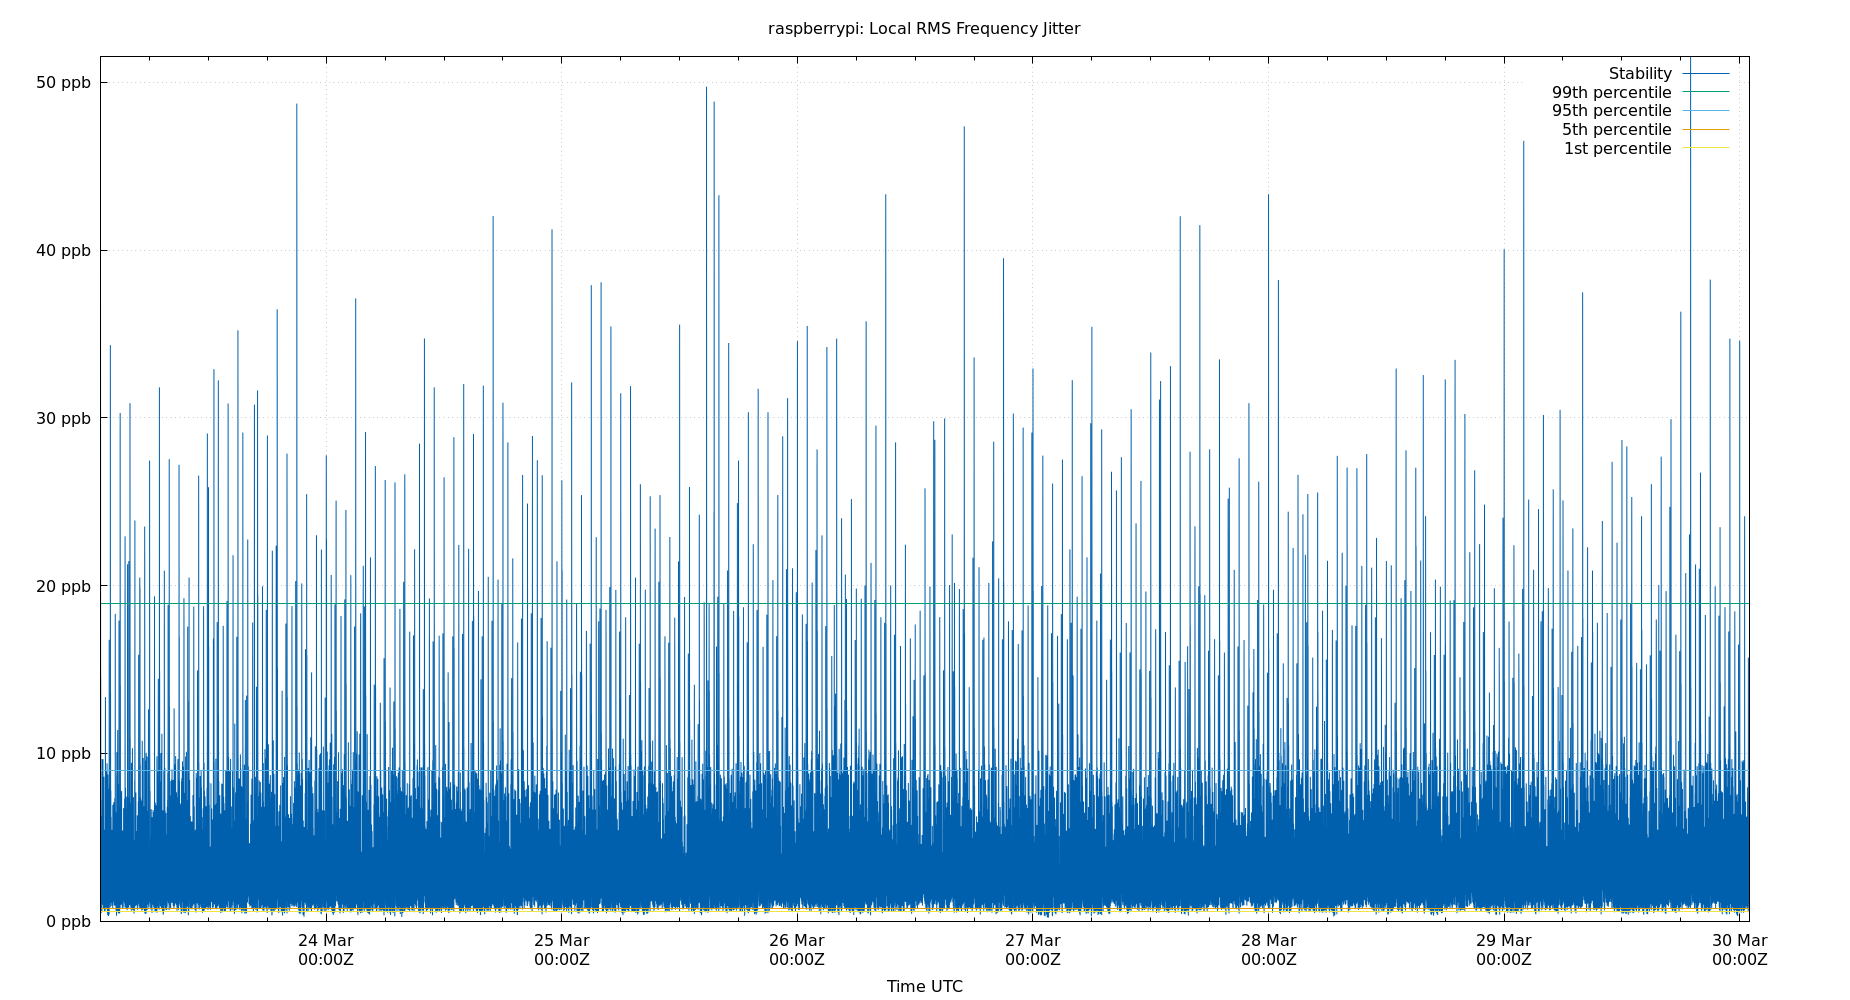 raspberrypi: Local RMS Frequency Jitter
50 ppb
40 ppb
30 ppb
20 ppb
10 ppb
0 ppb
Stability
99th percentile
95th percentile
5th percentile
1st percentile
24 Mar
00:00Z
25 Mar
00:00Z
26 Mar
00:00Z
27 Mar
00:00Z
28 Mar
00:00Z
29 Mar
00:00Z
30 Mar
00:00Z
Time UTC